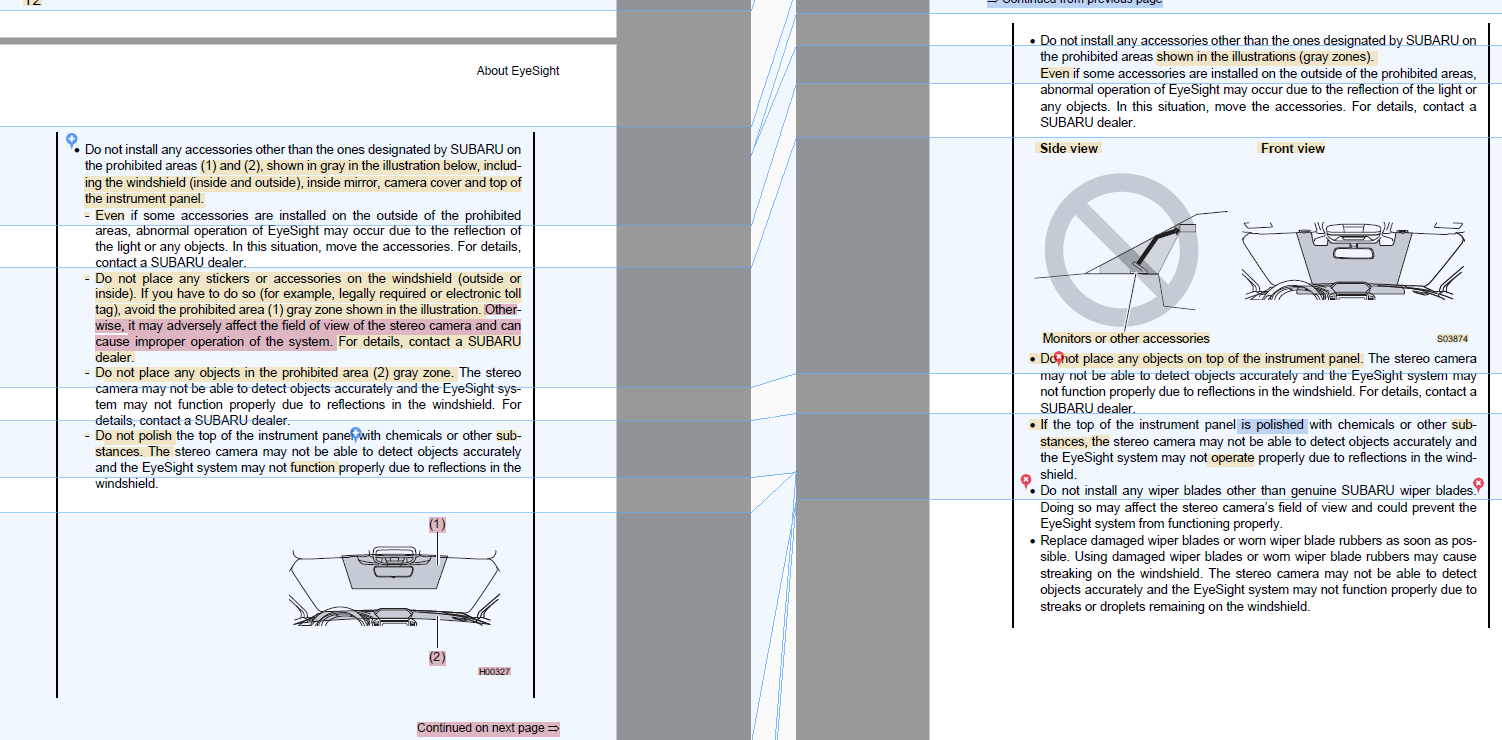 12
About EyeSight
• Do not install any accessories other than the ones designated by SUBARU on
the prohibited areas (1) and (2), shown in gray in the illustration below, includ-
ing the windshield (inside and outside), inside mirror, camera cover and top of
the instrument panel.
- Even if some accessories are installed on the outside of the prohibited
areas, abnormal operation of EyeSight may occur due to the reflection of
the light or any objects. In this situation, move the accessories. For details,
contact a SUBARU dealer.
- Do not place any stickers or accessories on the windshield (outside or
inside). If you have to do so (for example, legally required or electronic toll
tag), avoid the prohibited area (1) gray zone shown in the illustration. Other-
wise, it may adversely affect the field of view of the stereo camera and can
cause improper operation of the system. For details, contact a SUBARU
dealer.
- Do not place any objects in the prohibited area (2) gray zone. The stereo
camera may not be able to detect objects accurately and the EyeSight sys-
tem may not function properly due to reflections in the windshield. For
details, contact a SUBARU dealer.
- Do not polish the top of the instrument panel with chemicals or other sub-
stances. The stereo camera may not be able to detect objects accurately
and the EyeSight system may not function properly due to reflections in the
windshield.
(1)
(2)
H00327
Continued on next page ⇒
⇒ Continued from previous page
• Do not install any accessories other than the ones designated by SUBARU on
the prohibited areas shown in the illustrations (gray zones).
Even if some accessories are installed on the outside of the prohibited areas,
abnormal operation of EyeSight may occur due to the reflection of the light or
any objects. In this situation, move the accessories. For details, contact a
SUBARU dealer.
Side view Front view
Monitors or other accessories
S03874
• Do not place any objects on top of the instrument panel. The stereo camera
may not be able to detect objects accurately and the EyeSight system may
not function properly due to reflections in the windshield. For details, contact a
SUBARU dealer.
• If the top of the instrument panel is polished with chemicals or other sub-
stances, the stereo camera may not be able to detect objects accurately and
the EyeSight system may not operate properly due to reflections in the wind-
shield.
• Do not install any wiper blades other than genuine SUBARU wiper blades.
Doing so may affect the stereo camera's field of view and could prevent the
EyeSight system from functioning properly.
• Replace damaged wiper blades or worn wiper blade rubbers as soon as pos-
sible. Using damaged wiper blades or worn wiper blade rubbers may cause
streaking on the windshield. The stereo camera may not be able to detect
objects accurately and the EyeSight system may not function properly due to
streaks or droplets remaining on the windshield.